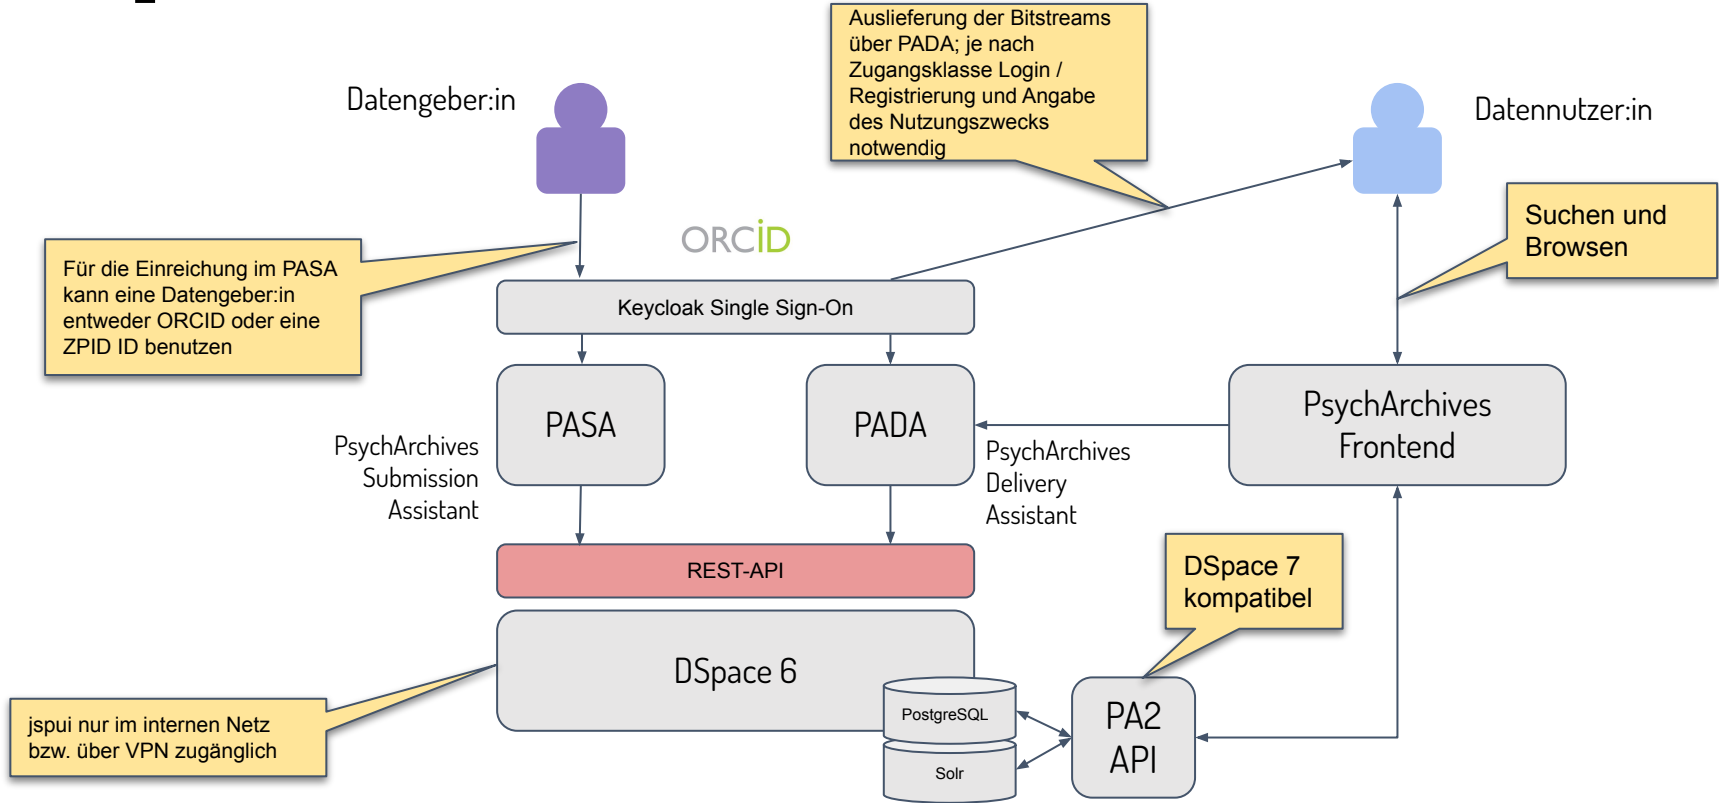 Auslieferung der Bitstreams
über PADA; je nach
Zugangsklasse Login /
Registrierung und Angabe
des Nutzungszwecks
notwendig
Datengeber:in
Datennutzer:in
Suchen und
Browsen
ORCiD
Für die Einreichung im PASA
kann eine Datengeber:in
entweder ORCID oder eine
ZPID ID benutzen
Keycloak Single Sign-On
PASA
PADA
PsychArchives
Frontend
PsychArchives
Submission
Assistant
PsychArchives
Delivery
Assistant
REST-API
DSpace 7
kompatibel
DSpace 6
jspui nur im internen Netz
bzw. über VPN zugänglich
PostgreSQL
Solr
PA2
API